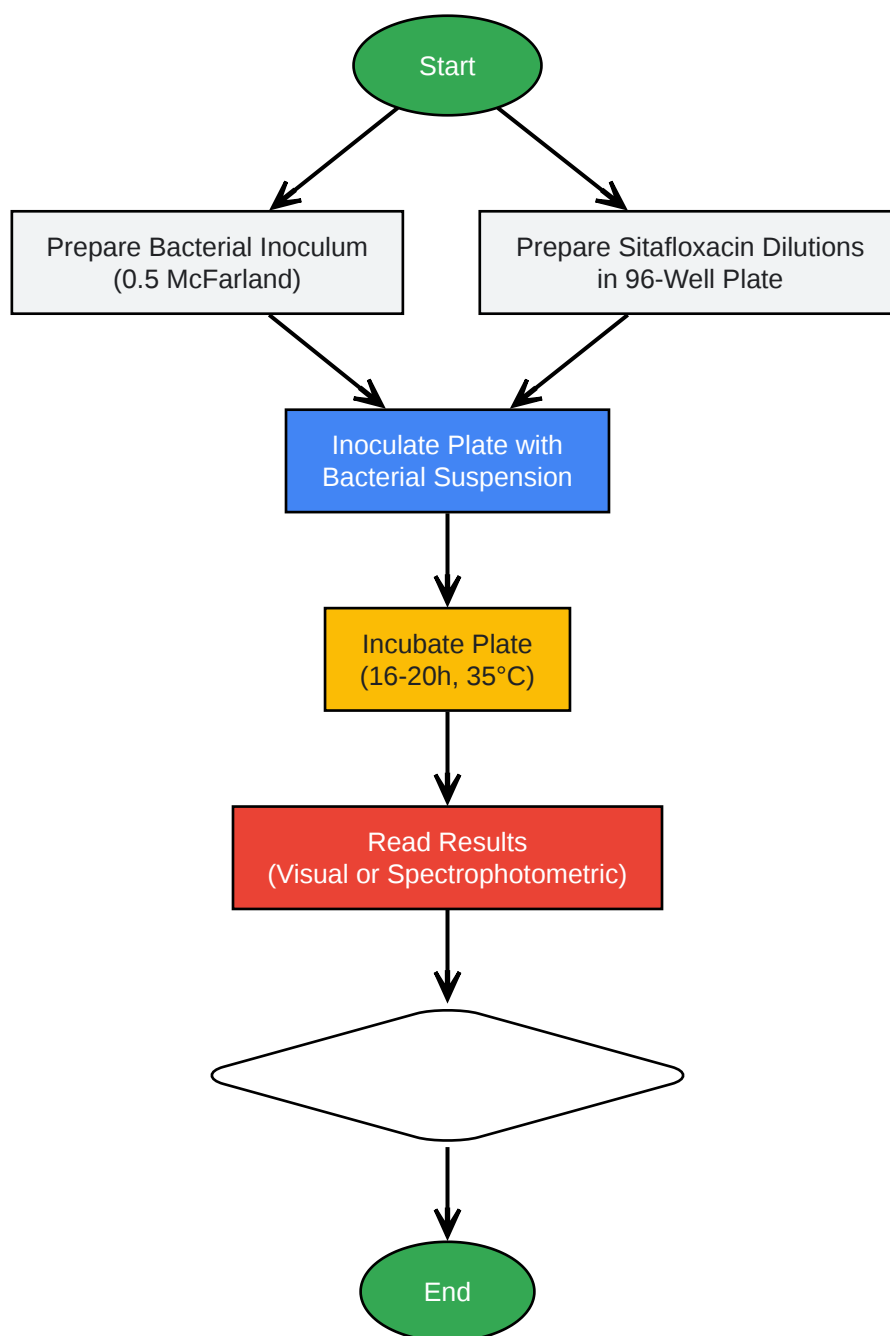 Start
Prepare Bacterial Inoculum
(0.5 McFarland)
Prepare Sitafloxacin Dilutions
in 96-Well Plate
Inoculate Plate with
Bacterial Suspension
Incubate Plate
(16-20h, 35°C)
Read Results
(Visual or Spectrophotometric)
End